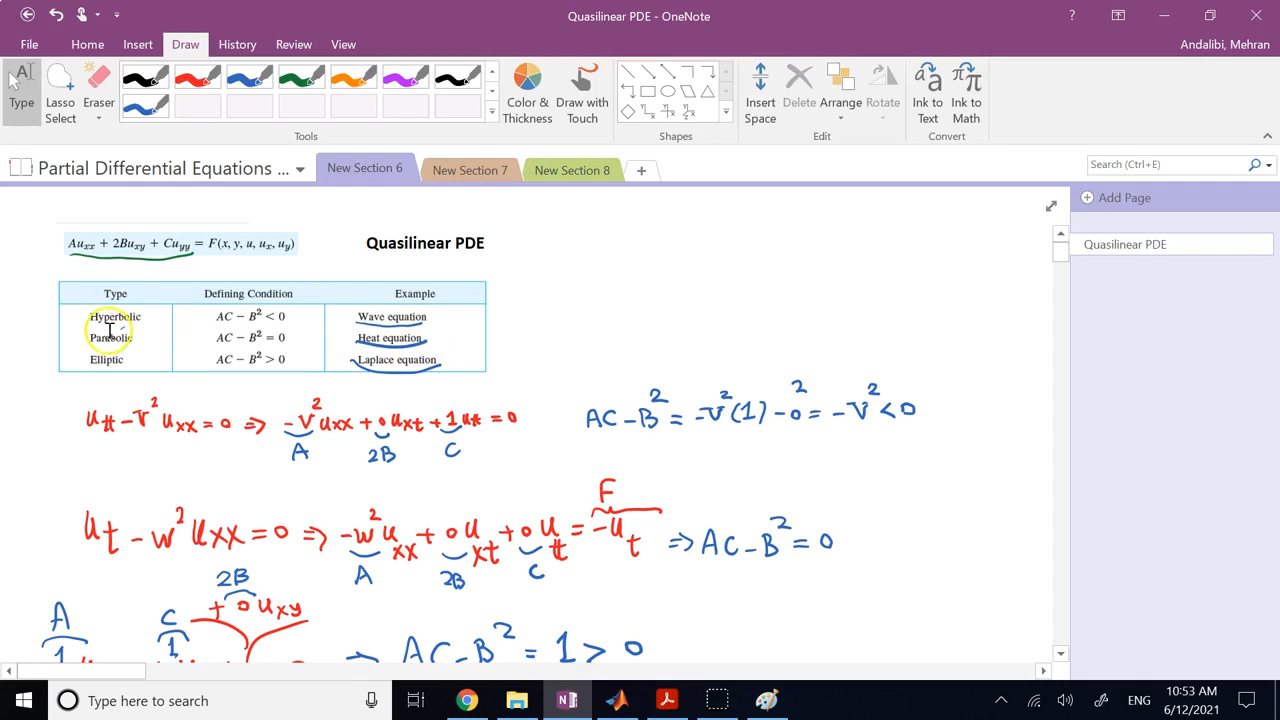 Quasilinear PDE - OneNote
Andalibi, Mehran
File Home Insert Draw History Review View
Type Lasso Select Eraser Color & Thickness Draw with Touch Insert Space Delete Arrange Rotate Ink to Text Ink to Math
Tools Shapes Edit Convert
Partial Differential Equations ... New Section 6 New Section 7 New Section 8 Search (Ctrl+E)
Add Page
Quasilinear PDE
Au_xx + 2Bu_xy + Cu_yy = F(x, y, u, u_x, u_y) Quasilinear PDE
Type Defining Condition Example
Hyperbolic AC − B² < 0 Wave equation
Parabolic AC − B² = 0 Heat equation
Elliptic AC − B² > 0 Laplace equation
u_tt − v² u_xx = 0 ⇒ −v² u_xx + 0 u_xt + 1 u_tt = 0 AC − B² = −v²(1) − 0² = −v² < 0
A 2B C
F
u_t − w² u_xx = 0 ⇒ −w² u_xx + 0 u_xt + 0 u_tt = −u_t ⇒ AC − B² = 0
A 2B C
2B
A C + 0 u_xy
1 1 ⇒ AC − B² = 1 > 0
Type here to search
ENG
10:53 AM
6/12/2021